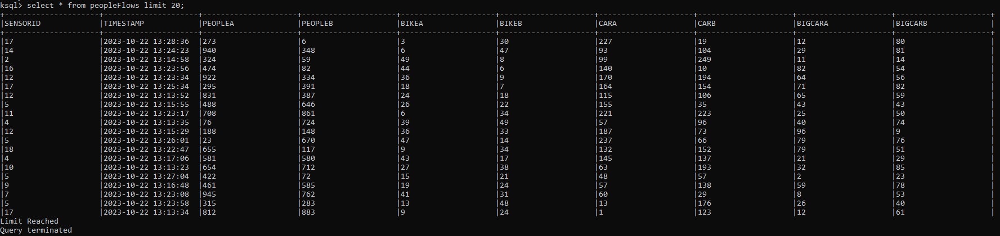 ksql> select * from peopleFlows limit 20;
+---------------------+---------------------+---------------------+---------------------+---------------------+---------------------+---------------------+---------------------+---------------------+---------------------+
|SENSORID             |TIMESTAMP            |PEOPLEA              |PEOPLEB              |BIKEA                |BIKEB                |CARA                 |CARB                 |BIGCARA              |BIGCARB              |
+---------------------+---------------------+---------------------+---------------------+---------------------+---------------------+---------------------+---------------------+---------------------+---------------------+
|17                   |2023-10-22 13:28:36  |273                  |6                    |3                    |30                   |227                  |19                   |12                   |80                   |
|14                   |2023-10-22 13:24:23  |940                  |348                  |6                    |47                   |93                   |104                  |29                   |81                   |
|2                    |2023-10-22 13:14:58  |324                  |59                   |49                   |8                    |99                   |249                  |11                   |14                   |
|16                   |2023-10-22 13:23:56  |474                  |82                   |44                   |6                    |140                  |10                   |82                   |54                   |
|12                   |2023-10-22 13:23:34  |922                  |334                  |36                   |9                    |170                  |194                  |64                   |56                   |
|17                   |2023-10-22 13:25:34  |295                  |391                  |18                   |7                    |164                  |154                  |71                   |82                   |
|12                   |2023-10-22 13:13:52  |831                  |387                  |24                   |18                   |115                  |106                  |65                   |59                   |
|5                    |2023-10-22 13:15:55  |488                  |646                  |26                   |22                   |155                  |35                   |43                   |43                   |
|11                   |2023-10-22 13:23:17  |708                  |861                  |6                    |34                   |221                  |223                  |25                   |50                   |
|4                    |2023-10-22 13:13:35  |76                   |724                  |39                   |49                   |57                   |96                   |40                   |74                   |
|12                   |2023-10-22 13:15:29  |188                  |148                  |36                   |33                   |187                  |73                   |96                   |9                    |
|5                    |2023-10-22 13:26:01  |23                   |670                  |47                   |14                   |237                  |66                   |79                   |76                   |
|18                   |2023-10-22 13:22:47  |655                  |117                  |9                    |34                   |132                  |152                  |79                   |51                   |
|4                    |2023-10-22 13:17:06  |581                  |580                  |43                   |17                   |145                  |137                  |21                   |29                   |
|10                   |2023-10-22 13:13:23  |654                  |712                  |27                   |38                   |63                   |193                  |32                   |85                   |
|5                    |2023-10-22 13:27:04  |422                  |72                   |15                   |21                   |48                   |57                   |2                    |23                   |
|9                    |2023-10-22 13:16:48  |461                  |585                  |19                   |24                   |57                   |138                  |59                   |78                   |
|7                    |2023-10-22 13:23:08  |945                  |762                  |41                   |31                   |60                   |29                   |8                    |53                   |
|5                    |2023-10-22 13:23:58  |315                  |283                  |13                   |48                   |13                   |176                  |26                   |40                   |
|17                   |2023-10-22 13:13:34  |812                  |883                  |9                    |24                   |1                    |123                  |12                   |61                   |
Limit Reached
Query terminated